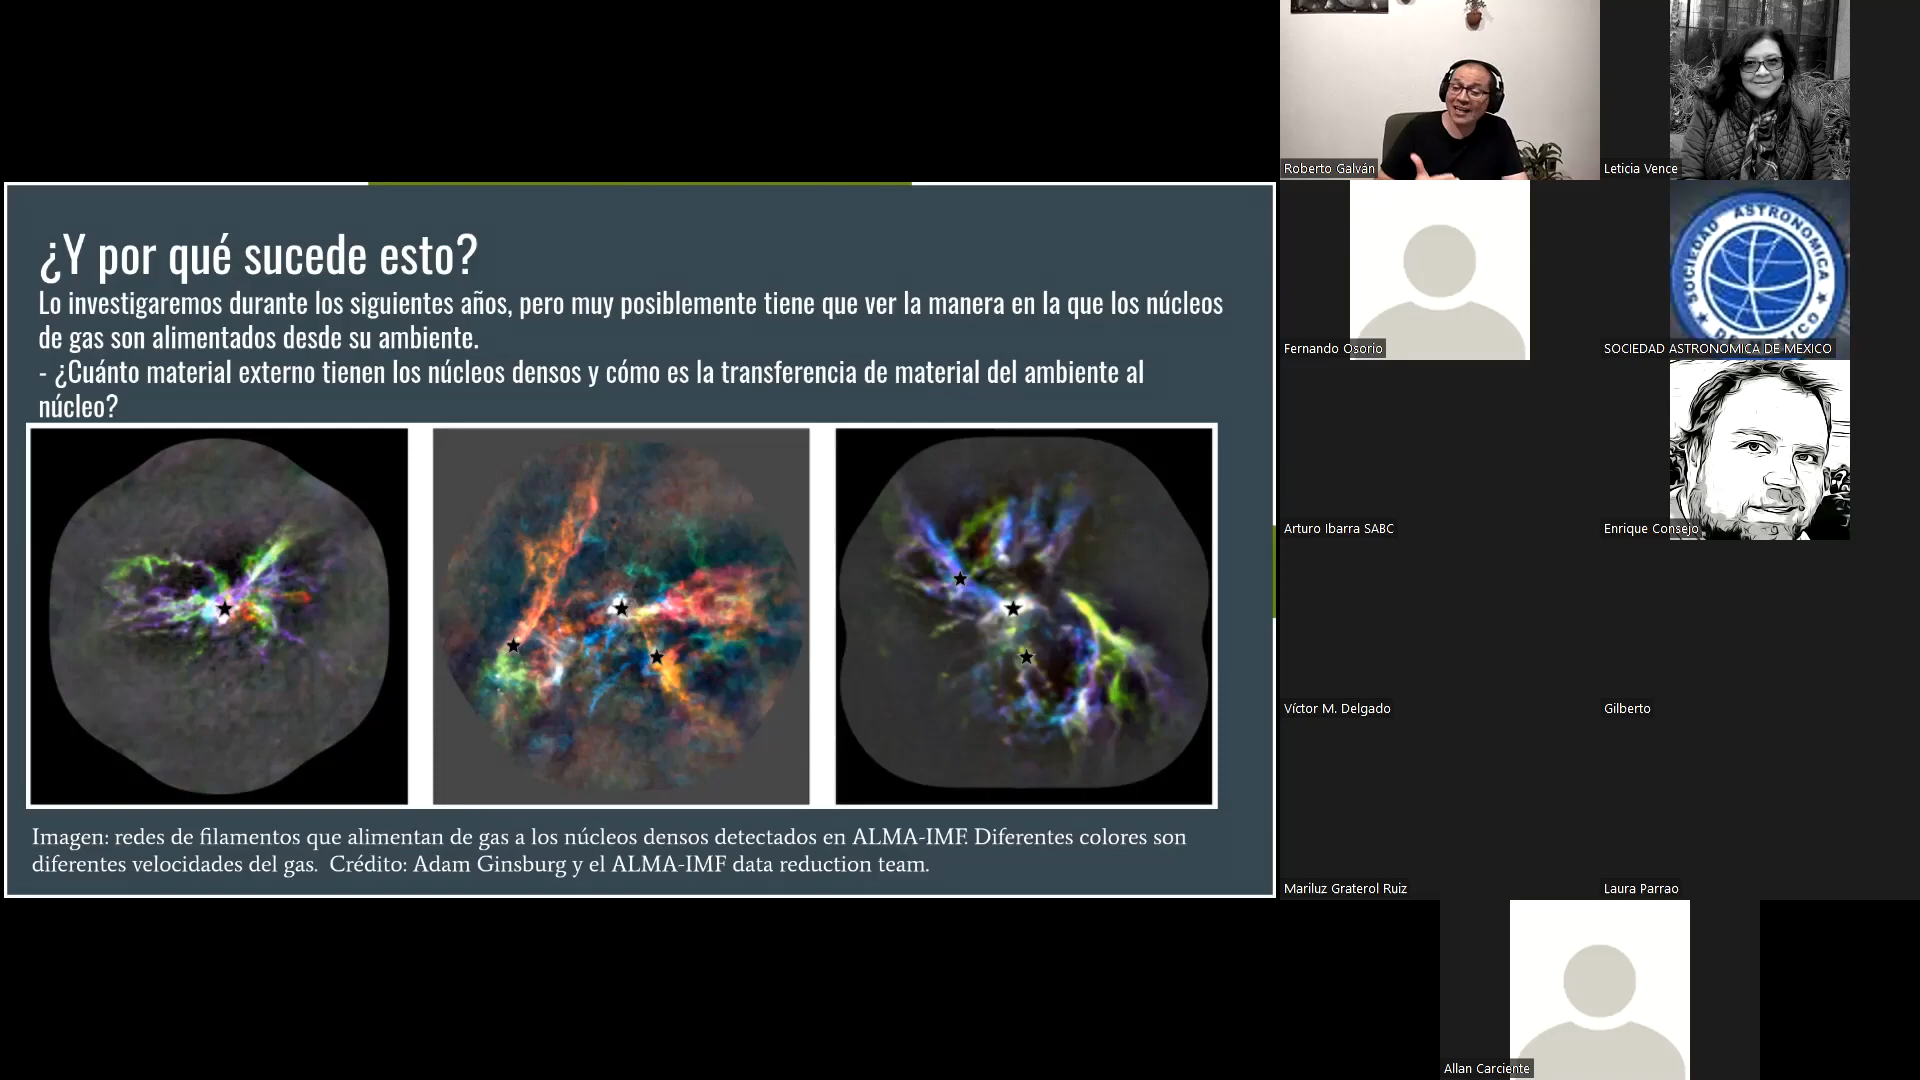 ¿Y por qué sucede esto?
Lo investigaremos durante los siguientes años, pero muy posiblemente tiene que ver la manera en la que los núcleos
de gas son alimentados desde su ambiente.
- ¿Cuánto material externo tienen los núcleos densos y cómo es la transferencia de material del ambiente al
núcleo?
Imagen: redes de filamentos que alimentan de gas a los núcleos densos detectados en ALMA-IMF. Diferentes colores son
diferentes velocidades del gas. Crédito: Adam Ginsburg y el ALMA-IMF data reduction team.
Roberto Galván
Leticia Vence
Fernando Osorio
SOCIEDAD ASTRONOMICA
SOCIEDAD ASTRONOMICA DE MEXICO
Arturo Ibarra SABC
Enrique Consejo
Víctor M. Delgado
Gilberto
Mariluz Graterol Ruiz
Laura Parrao
Allan Carciente